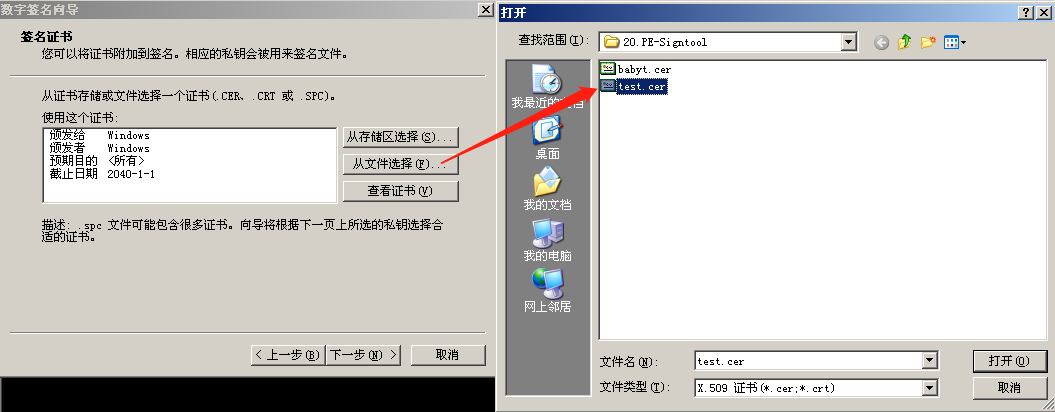 数字签名向导
签名证书
您可以将证书附加到签名。相应的私钥会被用来签名文件。
从证书存储或文件选择一个证书(.CER、.CRT 或 .SPC)。
使用这个证书:
颁发给 Windows
颁发者 Windows
预期目的 <所有>
截止日期 2040-1-1
从存储区选择(S)...
从文件选择(F)...
查看证书(V)
描述: .spc 文件可能包含很多证书。向导将根据下一页上所选的私钥选择合
适的证书。
< 上一步(B)
下一步(N) >
取消
打开
查找范围(I):
20.PE-Signtool
我最近的文档
桌面
我的文档
我的电脑
网上邻居
babyt.cer
test.cer
文件名(N):
test.cer
打开(O)
文件类型(T):
X.509 证书(*.cer;*.crt)
取消